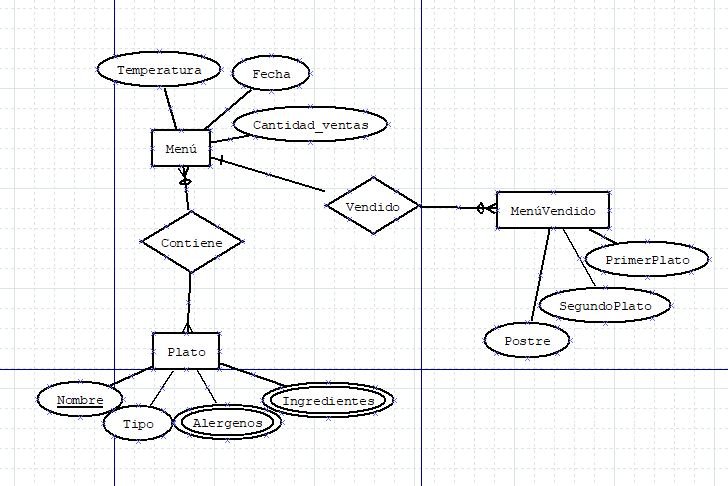 Temperatura
Fecha
Cantidad_ventas
Menú
Vendido
MenúVendido
Contiene
PrimerPlato
SegundoPlato
Postre
Plato
Nombre
Tipo
Alergenos
Ingredientes